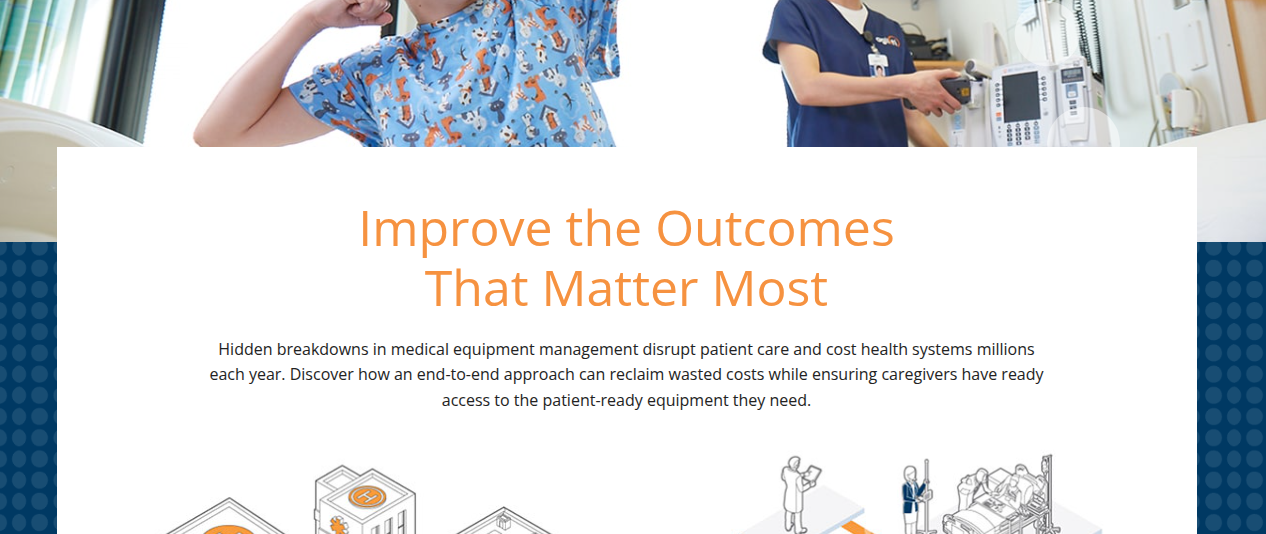 Improve the Outcomes
That Matter Most
Hidden breakdowns in medical equipment management disrupt patient care and cost health systems millions
each year. Discover how an end-to-end approach can reclaim wasted costs while ensuring caregivers have ready
access to the patient-ready equipment they need.
H